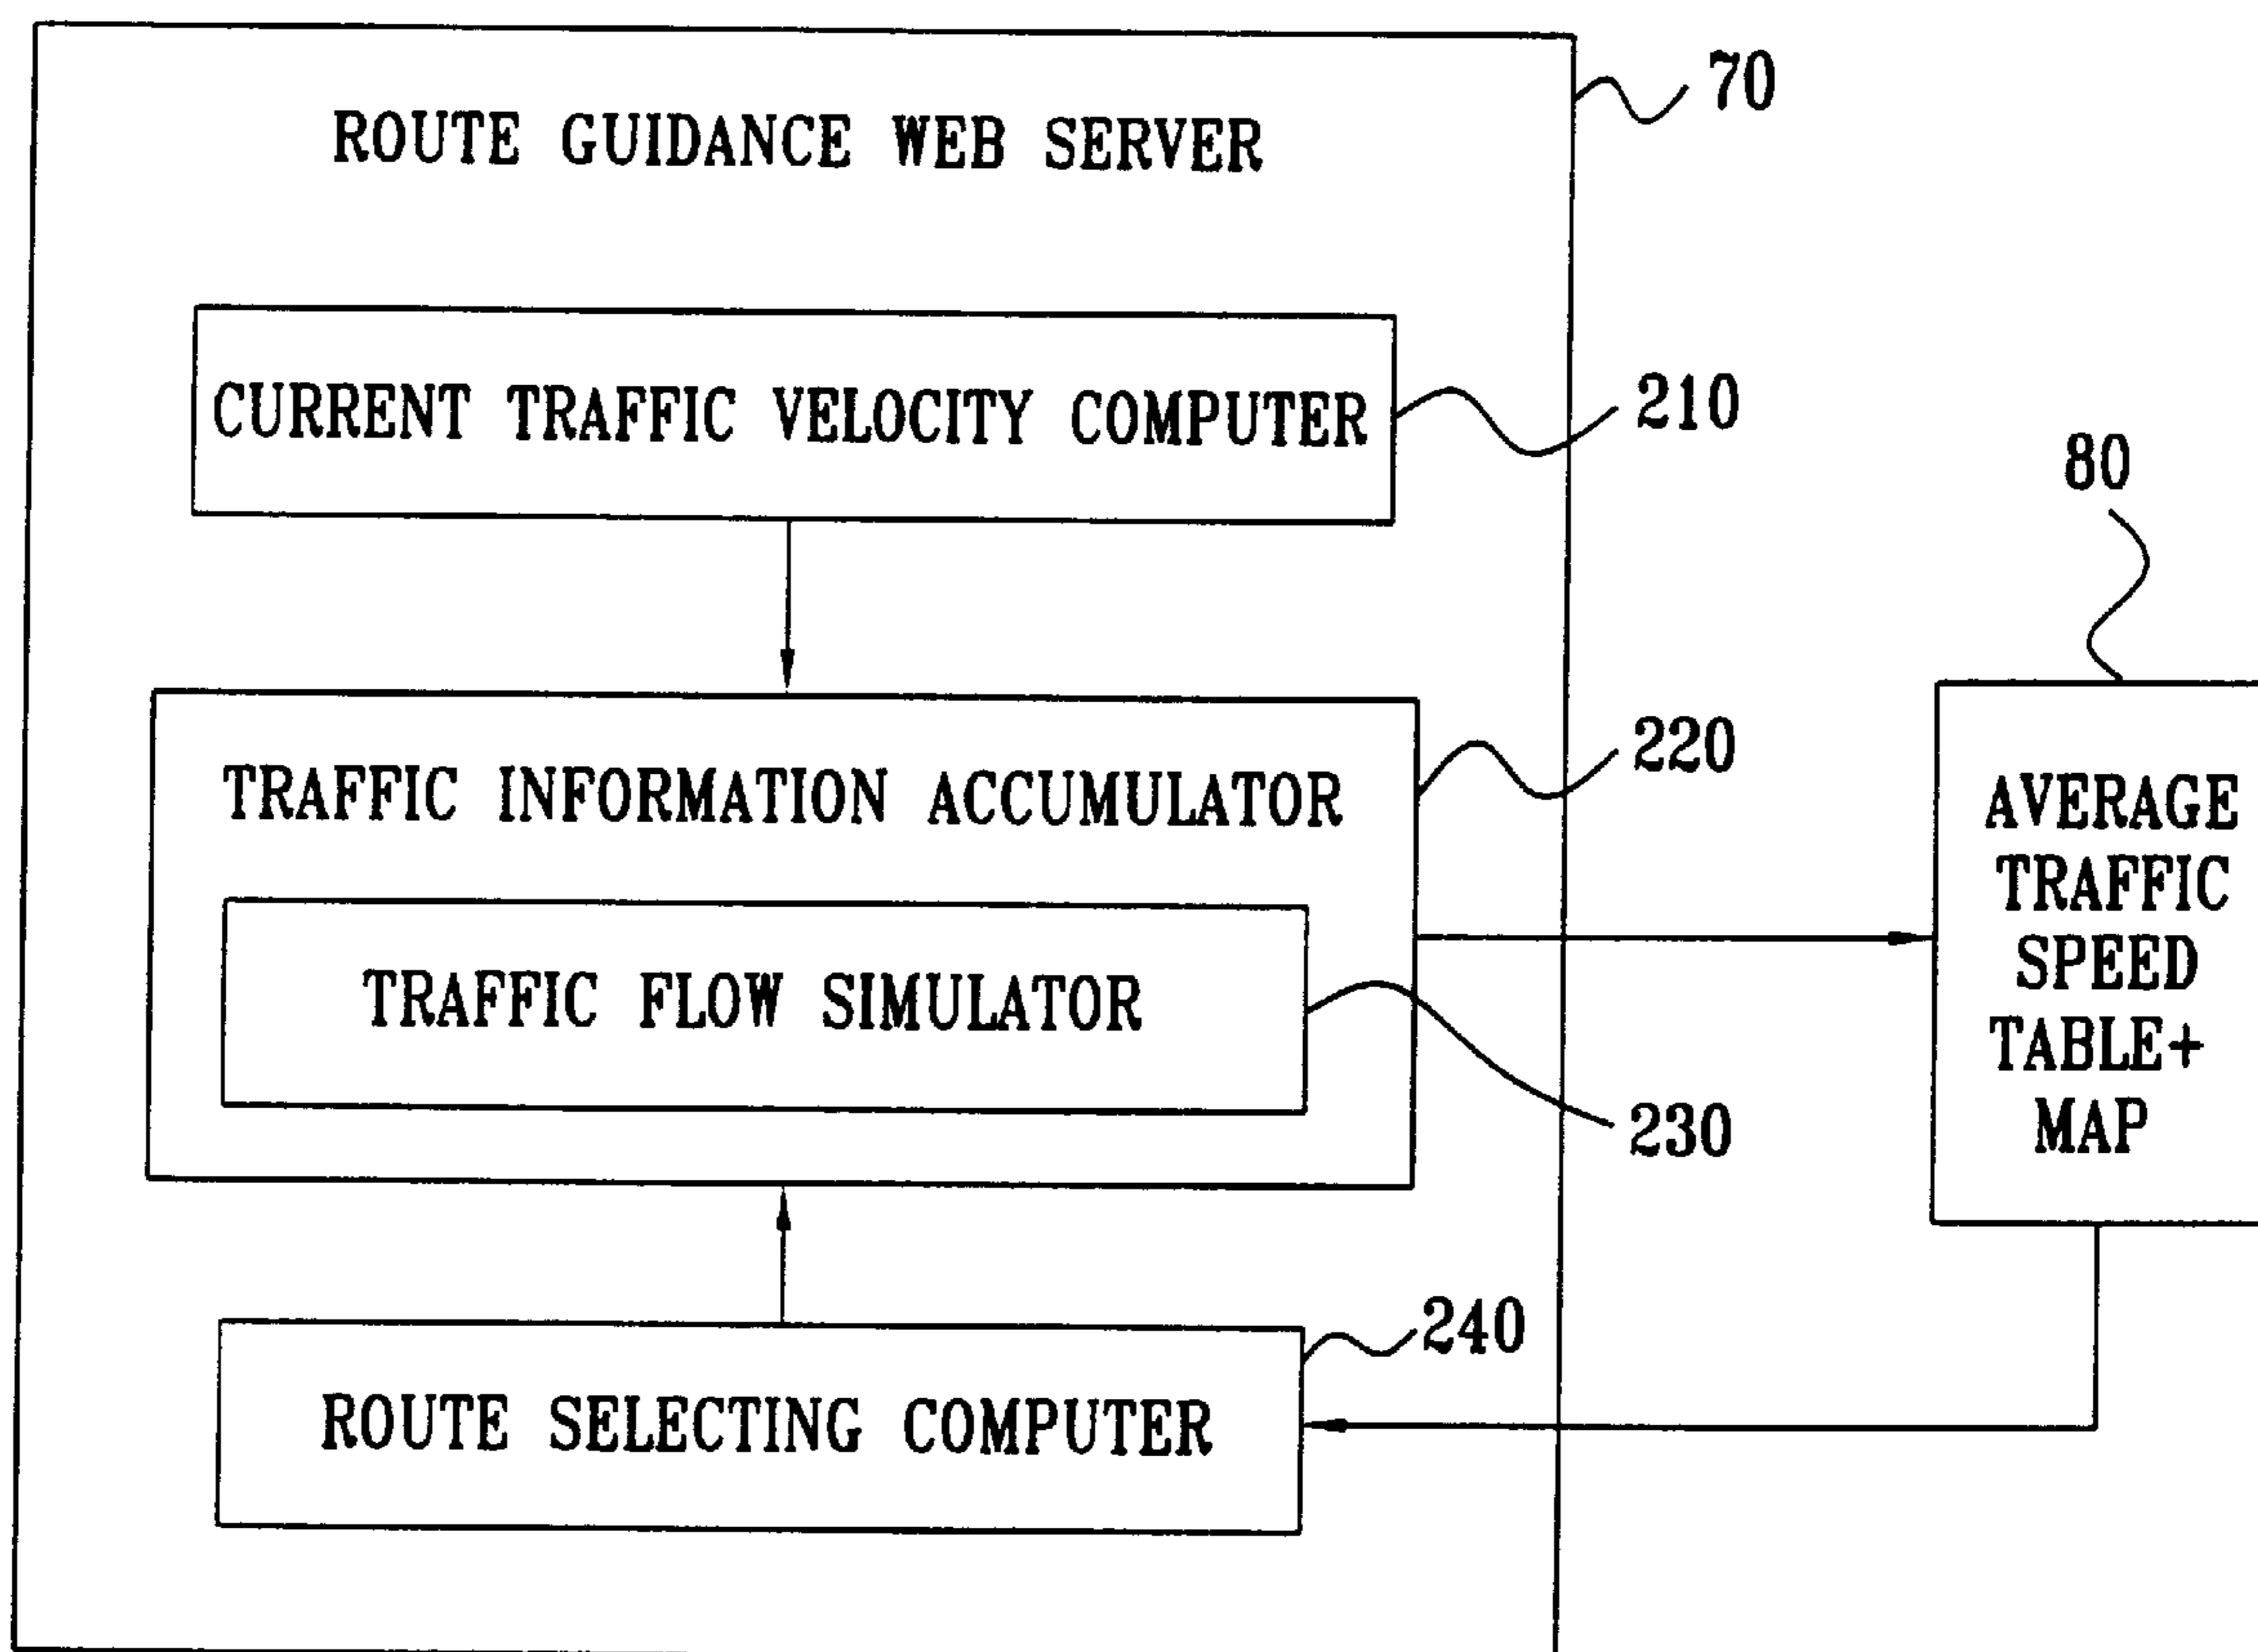 ROUTE GUIDANCE WEB SERVER
70
CURRENT TRAFFIC VELOCITY COMPUTER
210
80
TRAFFIC INFORMATION ACCUMULATOR
220
TRAFFIC FLOW SIMULATOR
230
AVERAGE
TRAFFIC
SPEED
TABLE+
MAP
ROUTE SELECTING COMPUTER
240